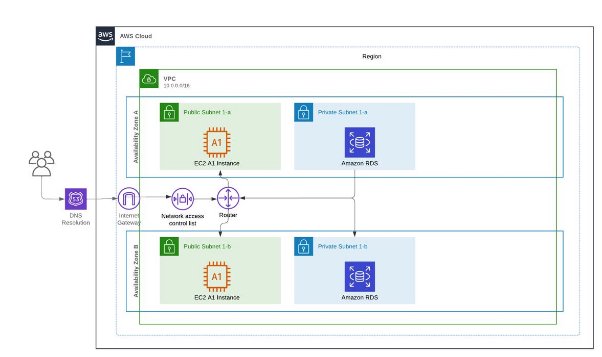 aws
AWS Cloud
Region
VPC
10.0.0.0/16
Availability Zone A
Public Subnet 1-a
A1
EC2 A1 Instance
Private Subnet 1-a
Amazon RDS
DNS
Resolution
Internet
Gateway
Network access
control list
Router
Availability Zone B
Public Subnet 1-b
A1
EC2 A1 Instance
Private Subnet 1-b
Amazon RDS